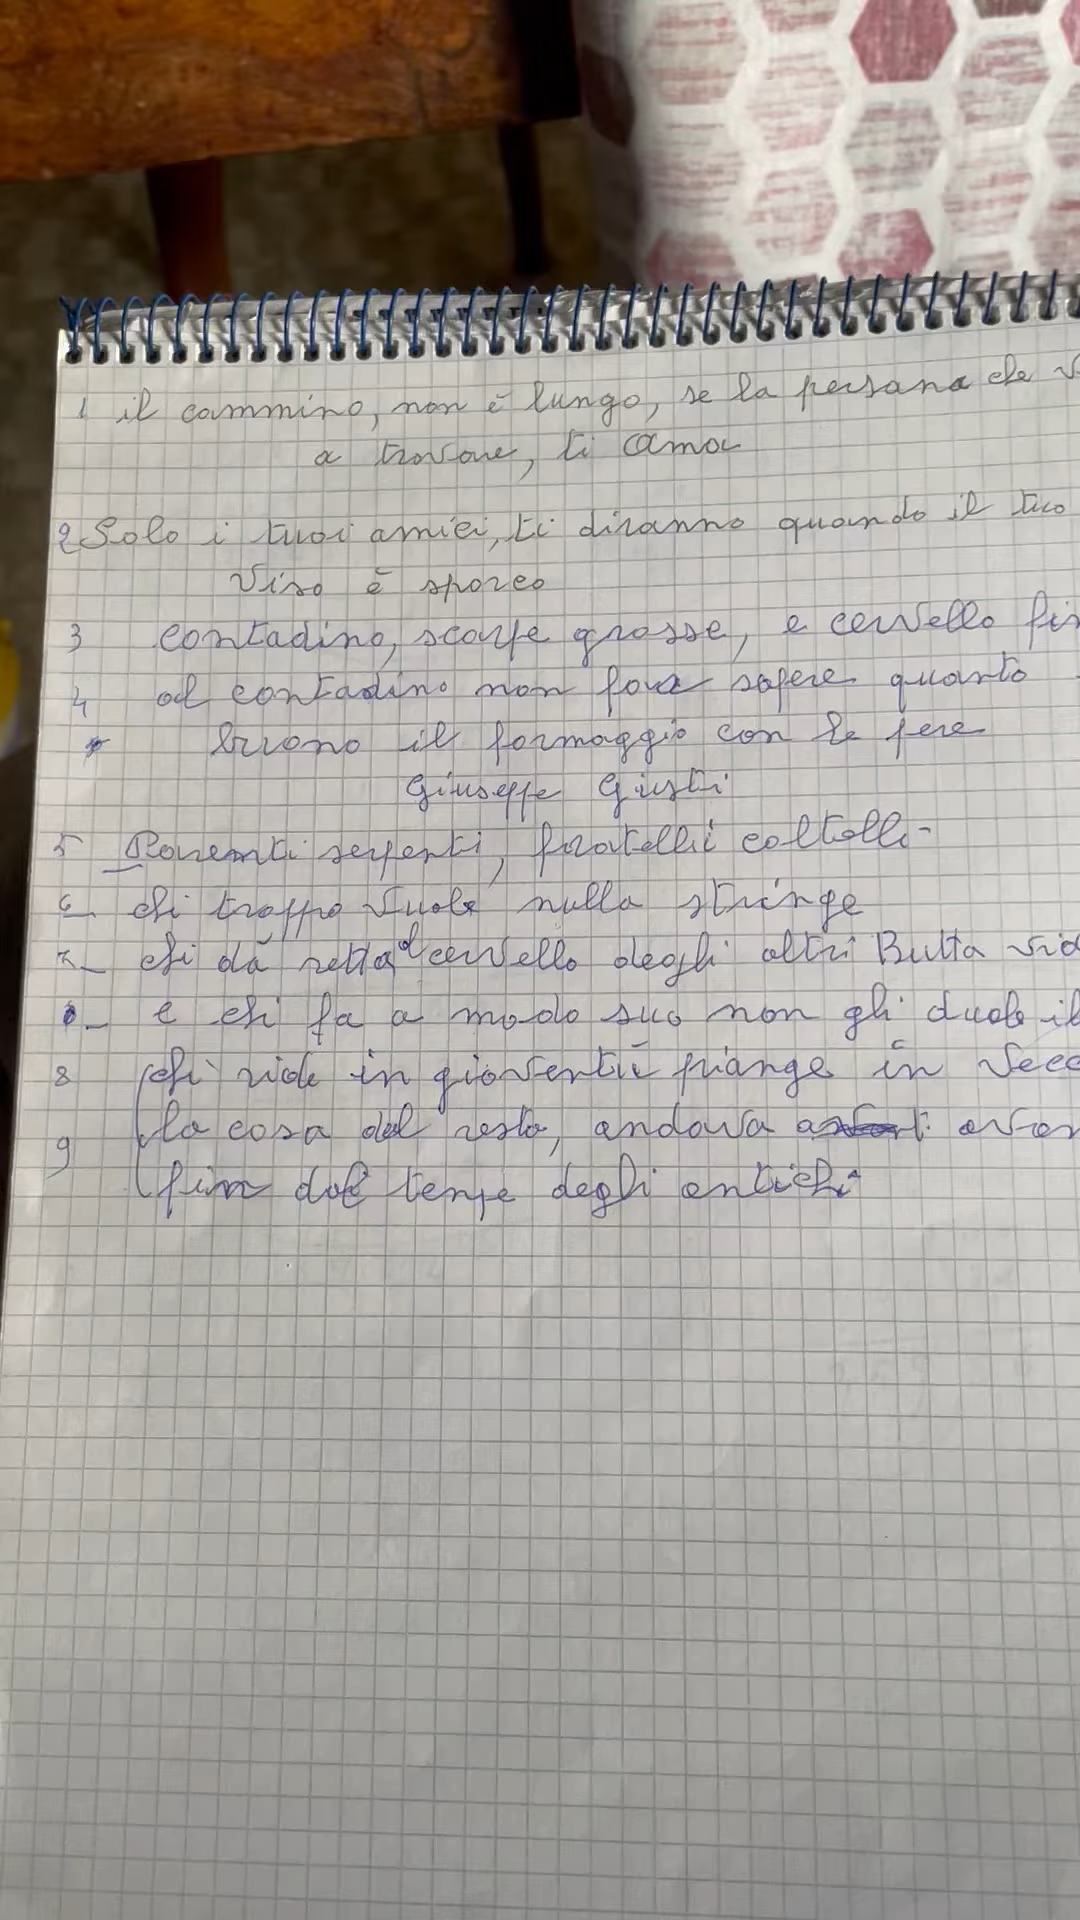 1 il cammino, non è lungo, se la persona che
a trovare, ti ama
2 Solo i tuoi amici, ti diranno quando il tuo
viso è sporco
3 contadino, scarpe grosse, e cervello
4 al contadino non far sapere quanto
buono il formaggio con le pere
Giuseppe Giusti
5 Parenti serpenti, fratelli coltelli-
6 chi troppo vuole nulla stringe
7- chi dà retta al cervello degli altri Butta
- e chi fa a modo suo non gli duole il
8 chi ride in gioventù piange in
9 la cosa del resto, andava
fin dal tempe degli antichi